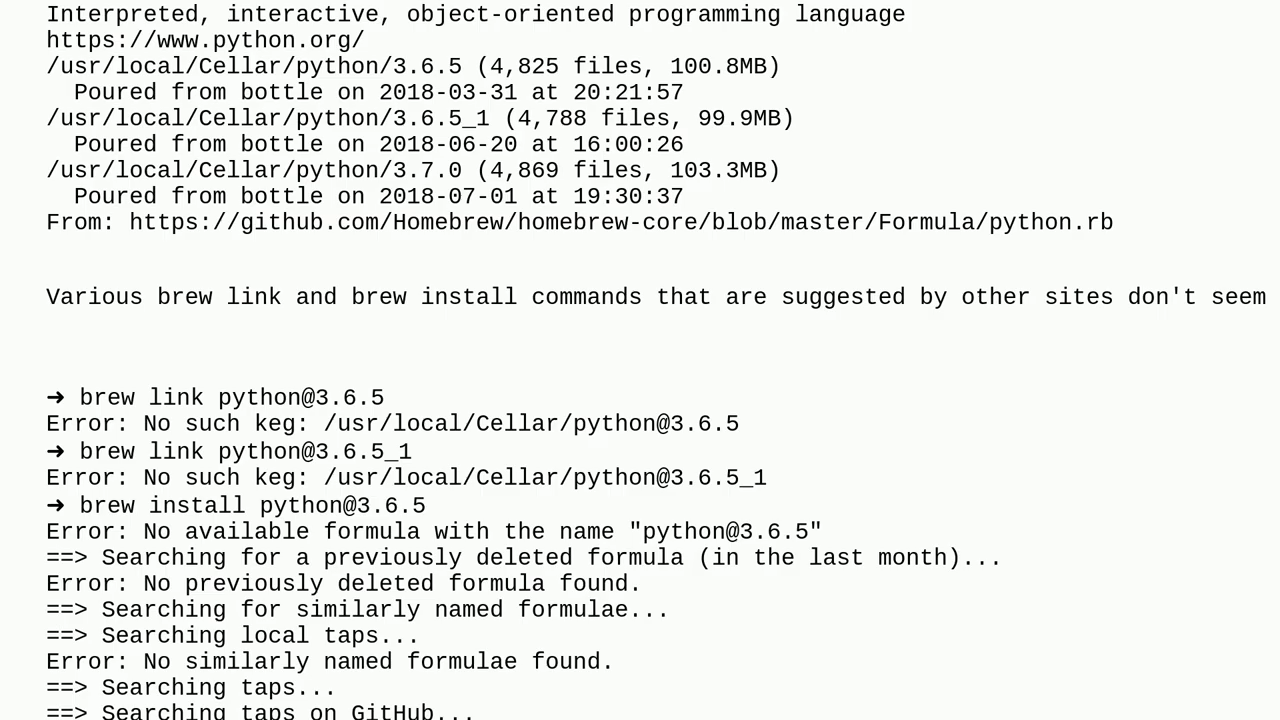 Interpreted, interactive, object-oriented programming language
https://www.python.org/
/usr/local/Cellar/python/3.6.5 (4,825 files, 100.8MB)
  Poured from bottle on 2018-03-31 at 20:21:57
/usr/local/Cellar/python/3.6.5_1 (4,788 files, 99.9MB)
  Poured from bottle on 2018-06-20 at 16:00:26
/usr/local/Cellar/python/3.7.0 (4,869 files, 103.3MB)
  Poured from bottle on 2018-07-01 at 19:30:37
From: https://github.com/Homebrew/homebrew-core/blob/master/Formula/python.rb
Various brew link and brew install commands that are suggested by other sites don't seem
➜ brew link python@3.6.5
Error: No such keg: /usr/local/Cellar/python@3.6.5
➜ brew link python@3.6.5_1
Error: No such keg: /usr/local/Cellar/python@3.6.5_1
➜ brew install python@3.6.5
Error: No available formula with the name "python@3.6.5"
==> Searching for a previously deleted formula (in the last month)...
Error: No previously deleted formula found.
==> Searching for similarly named formulae...
==> Searching local taps...
Error: No similarly named formulae found.
==> Searching taps...
==> Searching taps on GitHub...